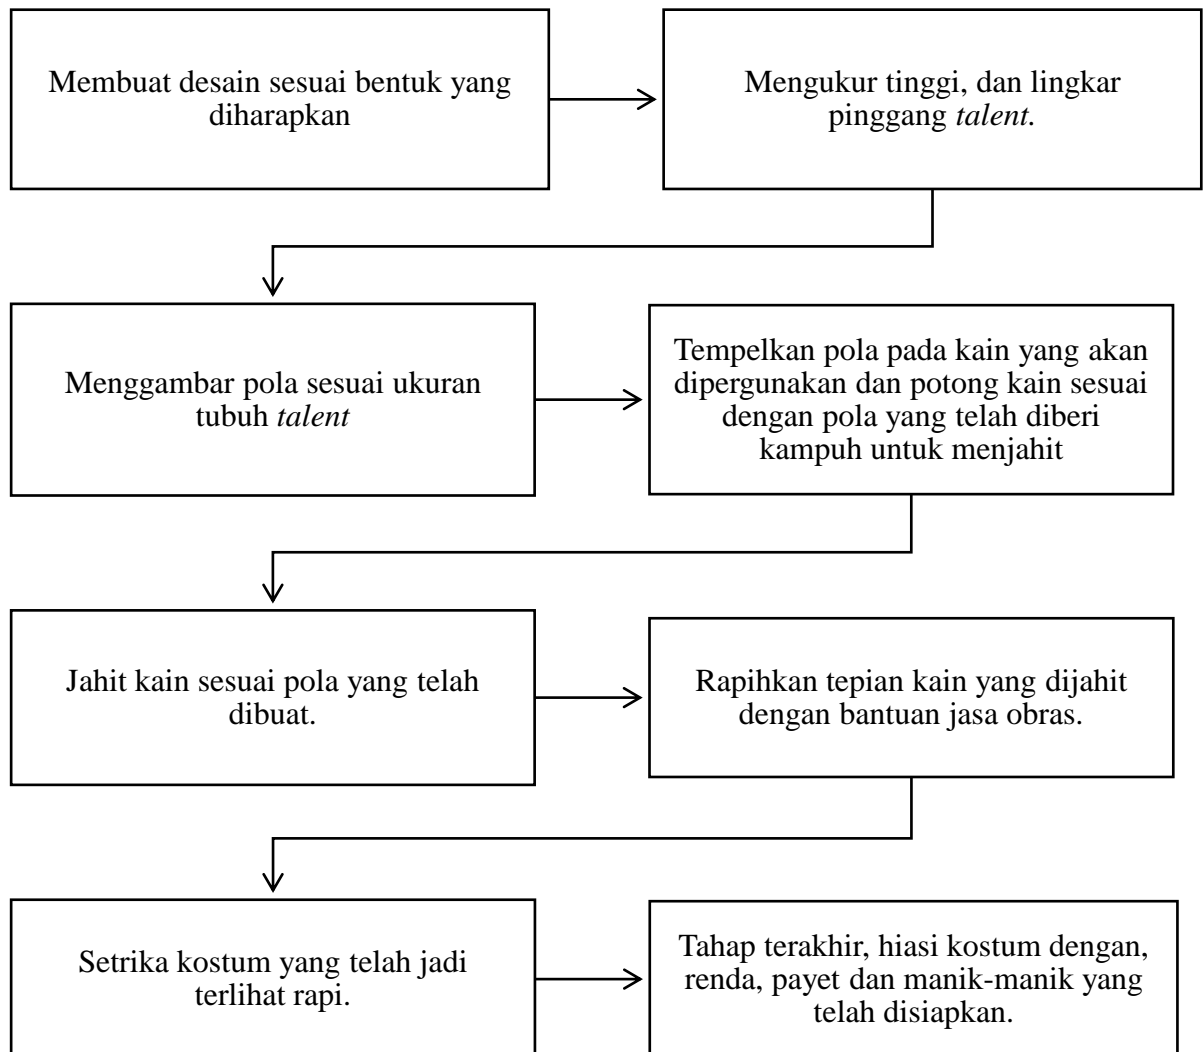 Membuat desain sesuai bentuk yang
diharapkan
Mengukur tinggi, dan lingkar
pinggang talent.
Menggambar pola sesuai ukuran
tubuh talent
Tempelkan pola pada kain yang akan
dipergunakan dan potong kain sesuai
dengan pola yang telah diberi
kampuh untuk menjahit
Jahit kain sesuai pola yang telah
dibuat.
Rapihkan tepian kain yang dijahit
dengan bantuan jasa obras.
Setrika kostum yang telah jadi
terlihat rapi.
Tahap terakhir, hiasi kostum dengan,
renda, payet dan manik-manik yang
telah disiapkan.